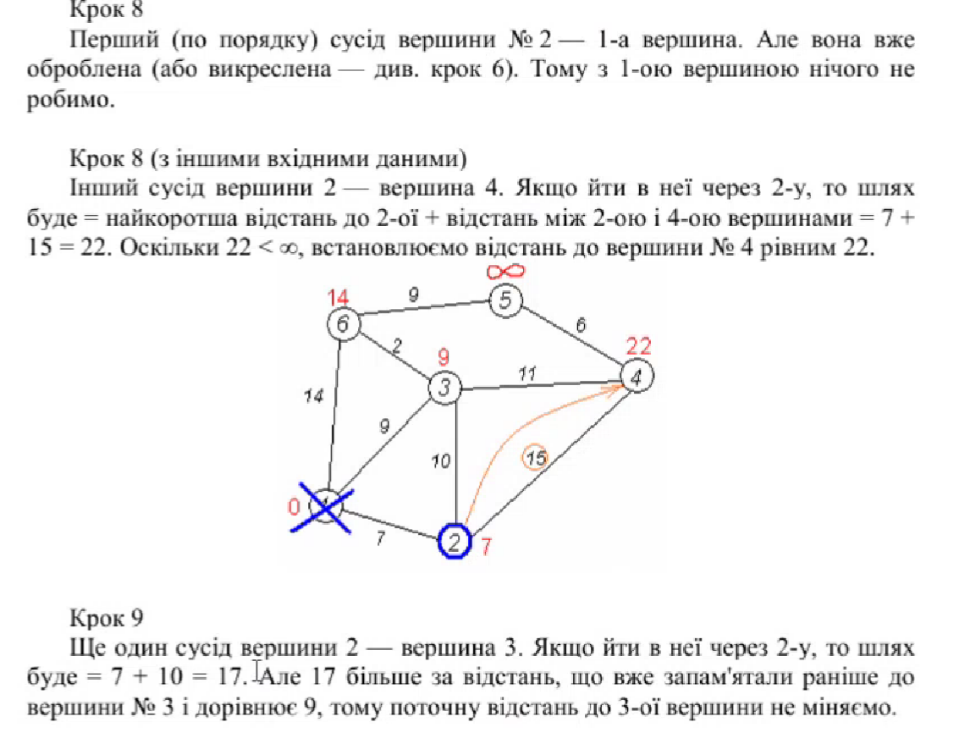 Крок 8
Перший (по порядку) сусід вершини № 2 — 1-а вершина. Але вона вже
оброблена (або викреслена — див. крок 6). Тому з 1-ою вершиною нічого не
робимо.
Крок 8 (з іншими вхідними даними)
Інший сусід вершини 2 — вершина 4. Якщо йти в неї через 2-у, то шлях
буде = найкоротша відстань до 2-ої + відстань між 2-ою і 4-ою вершинами = 7 +
15 = 22. Оскільки 22 < ∞, встановлюємо відстань до вершини № 4 рівним 22.
∞
14
9
5
6
6
2
9
22
3
11
4
14
9
10
15
0
1
7
2
7
Крок 9
Ще один сусід вершини 2 — вершина 3. Якщо йти в неї через 2-у, то шлях
буде = 7 + 10 = 17. Але 17 більше за відстань, що вже запам'ятали раніше до
вершини № 3 і дорівнює 9, тому поточну відстань до 3-ої вершини не міняємо.